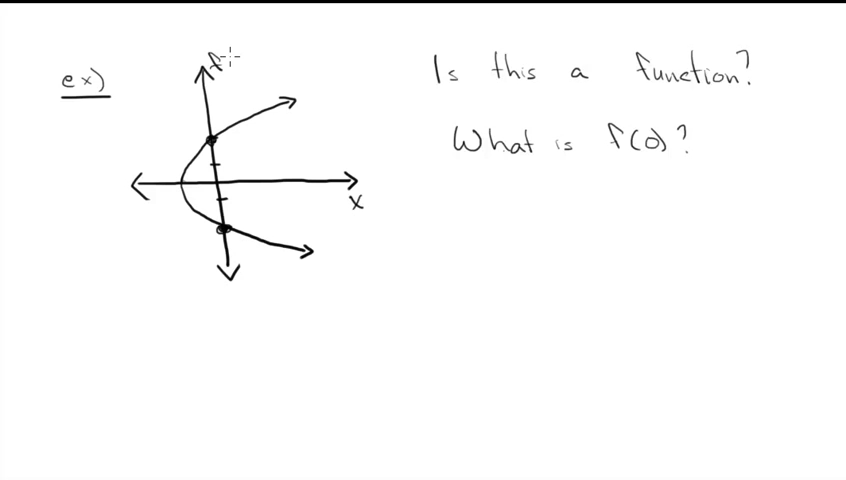 ex)
f
Is this a function?
What is f(0)?
x